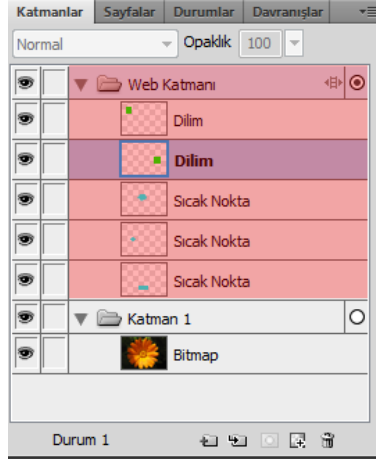 Katmanlar Sayfalar Durumlar Davranışlar
Normal Opaklık 100
Web Katmanı
Dilim
Dilim
Sıcak Nokta
Sıcak Nokta
Sıcak Nokta
Katman 1
Bitmap
Durum 1